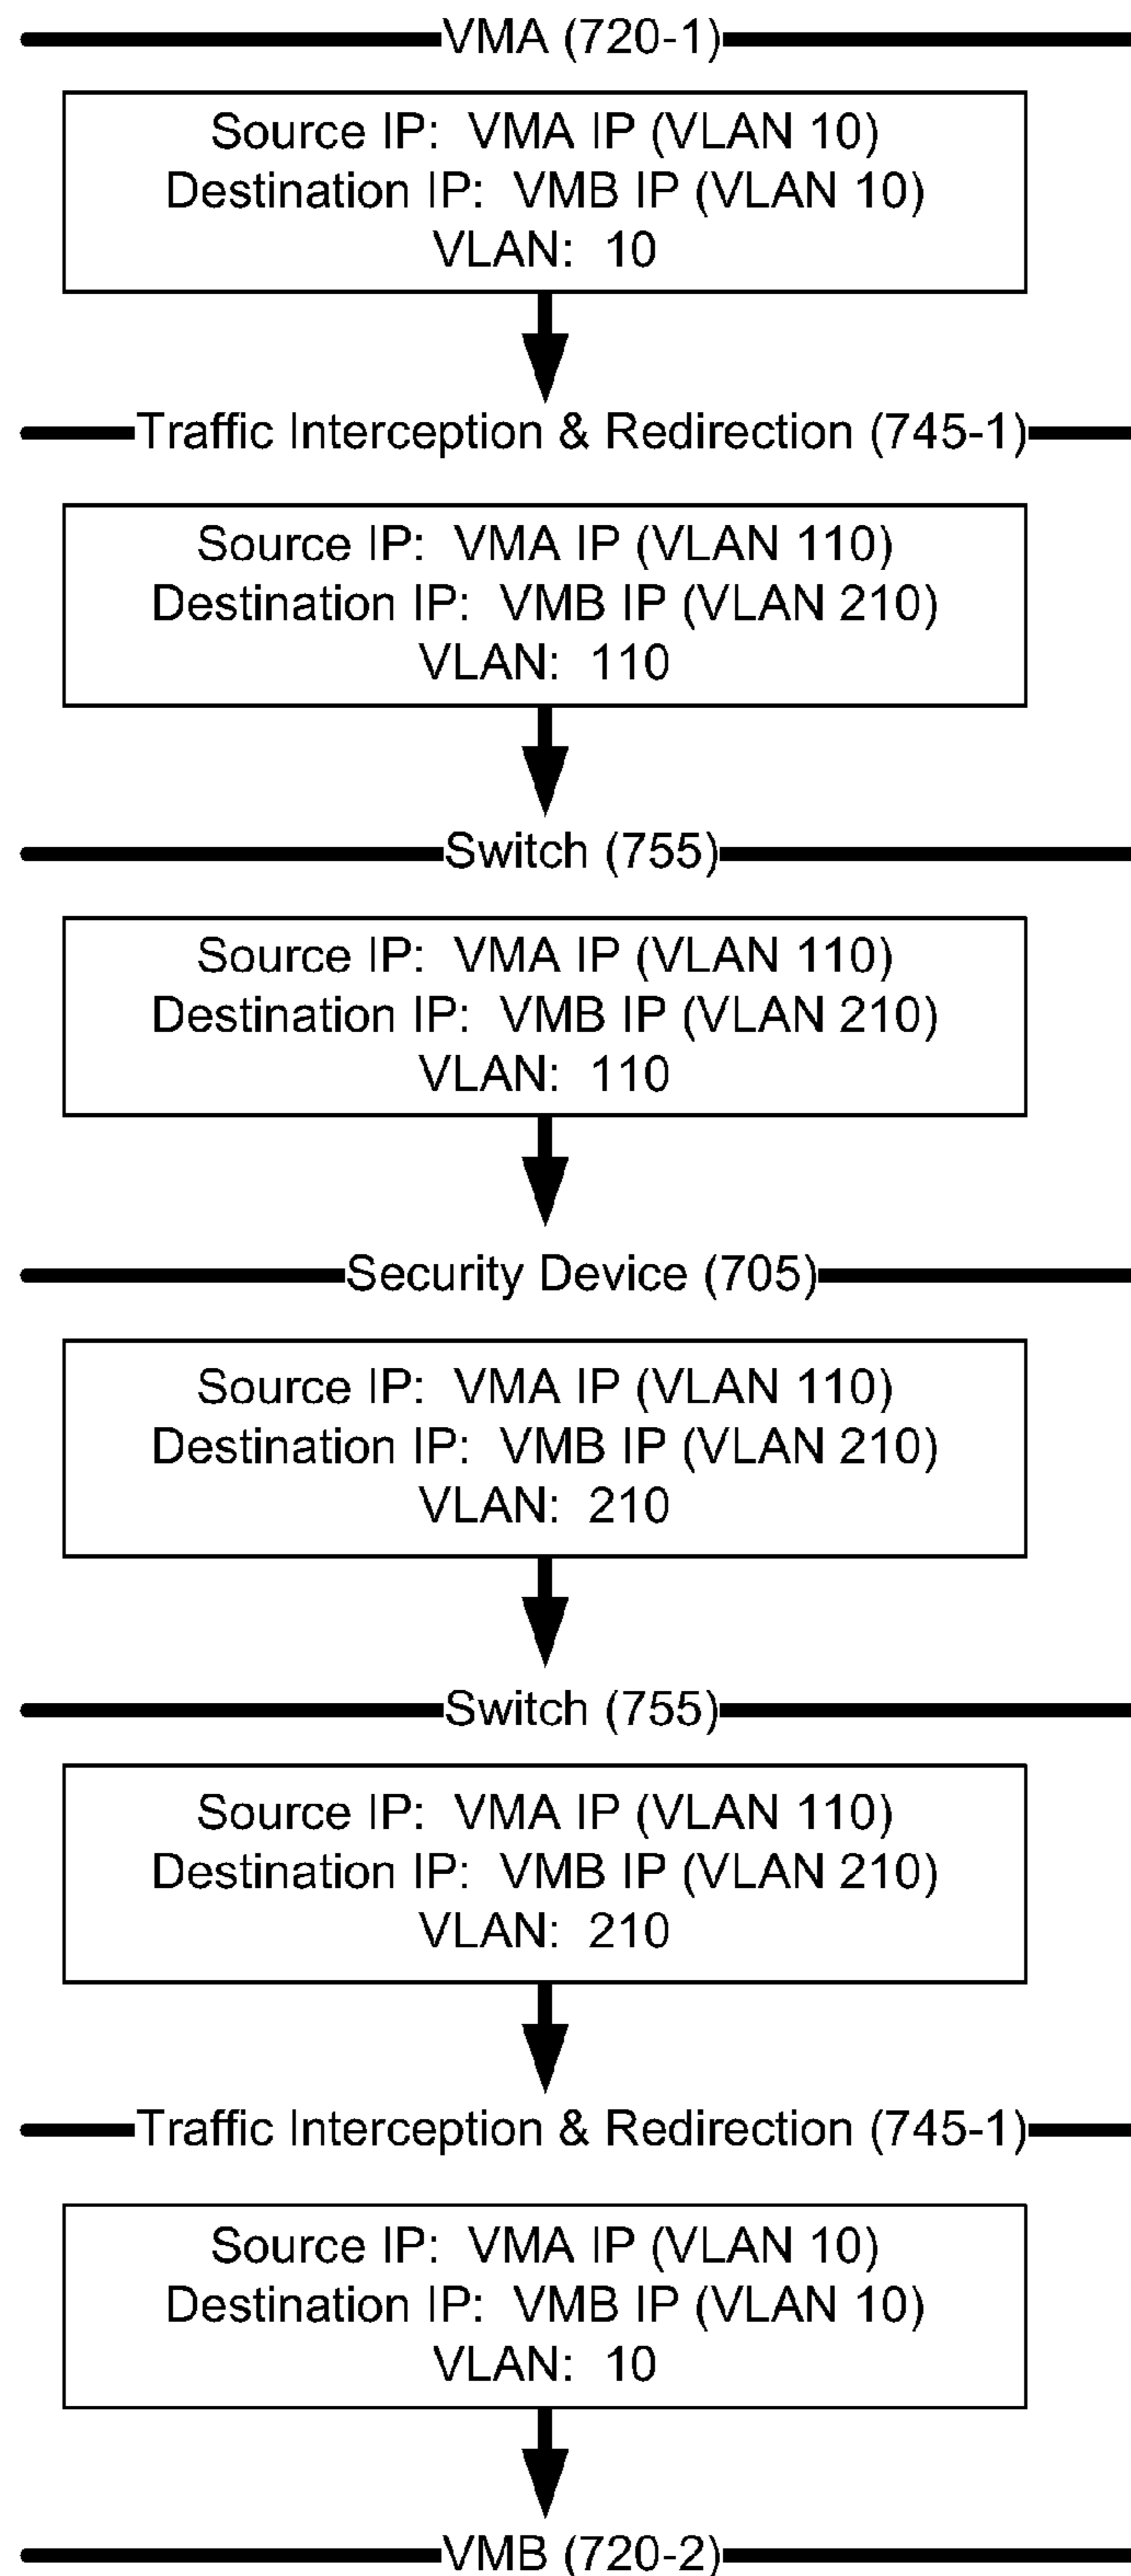 VMA (720-1)
Source IP: VMA IP (VLAN 10)
Destination IP: VMB IP (VLAN 10)
VLAN: 10
Traffic Interception & Redirection (745-1)
Source IP: VMA IP (VLAN 110)
Destination IP: VMB IP (VLAN 210)
VLAN: 110
Switch (755)
Source IP: VMA IP (VLAN 110)
Destination IP: VMB IP (VLAN 210)
VLAN: 110
Security Device (705)
Source IP: VMA IP (VLAN 110)
Destination IP: VMB IP (VLAN 210)
VLAN: 210
Switch (755)
Source IP: VMA IP (VLAN 110)
Destination IP: VMB IP (VLAN 210)
VLAN: 210
Traffic Interception & Redirection (745-1)
Source IP: VMA IP (VLAN 10)
Destination IP: VMB IP (VLAN 10)
VLAN: 10
VMB (720-2)